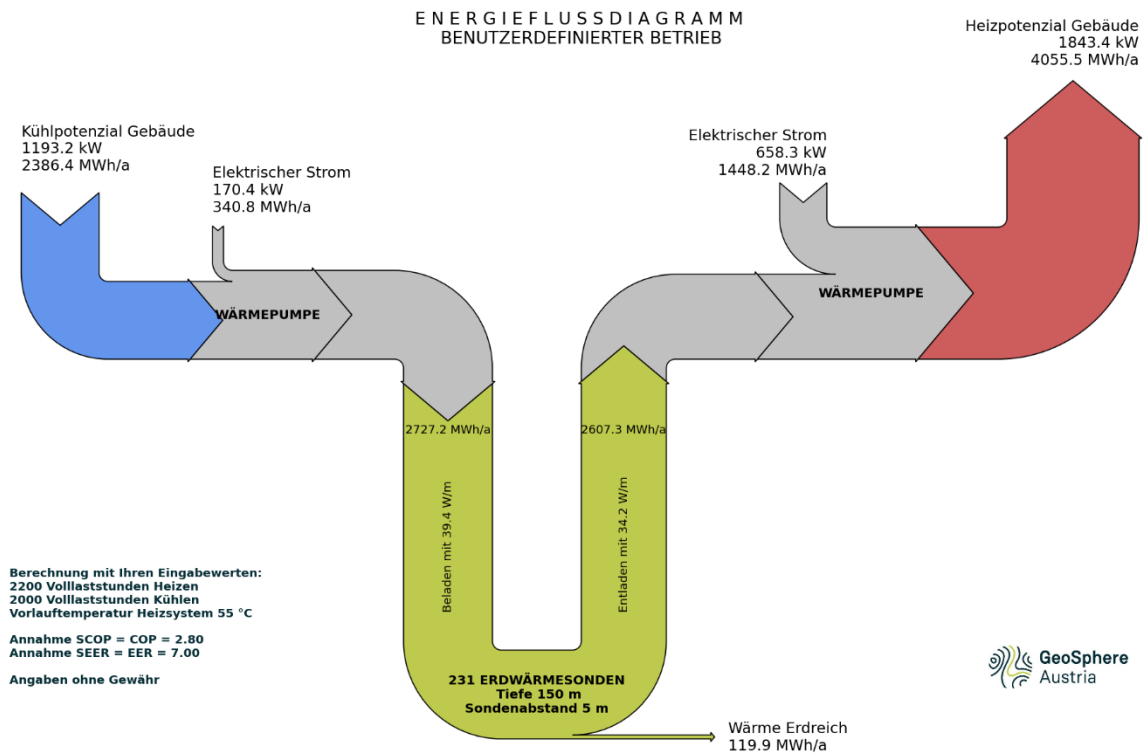 E N E R G I E F L U S S D I A G R A M M
BENUTZERDEFINIERTER BETRIEB
Heizpotenzial Gebäude
1843.4 kW
4055.5 MWh/a
Kühlpotenzial Gebäude
1193.2 kW
2386.4 MWh/a
Elektrischer Strom
170.4 kW
340.8 MWh/a
Elektrischer Strom
658.3 kW
1448.2 MWh/a
WÄRMEPUMPE
WÄRMEPUMPE
2727.2 MWh/a
2607.3 MWh/a
Beladen mit 39.4 W/m
Entladen mit 34.2 W/m
Berechnung mit Ihren Eingabewerten:
2200 Volllaststunden Heizen
2000 Volllaststunden Kühlen
Vorlauftemperatur Heizsystem 55 °C
Annahme SCOP = COP = 2.80
Annahme SEER = EER = 7.00
Angaben ohne Gewähr
231 ERDWÄRMESONDEN
Tiefe 150 m
Sondenabstand 5 m
Wärme Erdreich
119.9 MWh/a
GeoSphere
Austria